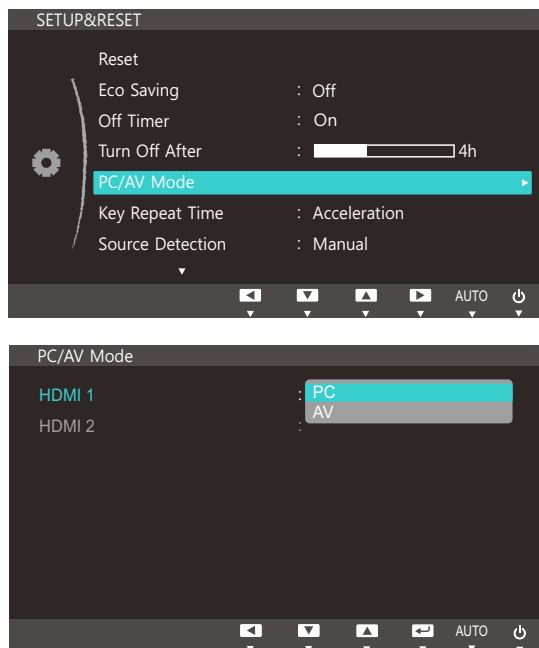 SETUP&RESET
Reset
Eco Saving : Off
Off Timer : On
Turn Off After : 4h
PC/AV Mode
Key Repeat Time : Acceleration
Source Detection : Manual
AUTO
PC/AV Mode
HDMI 1 : PC
AV
HDMI 2 :
AUTO